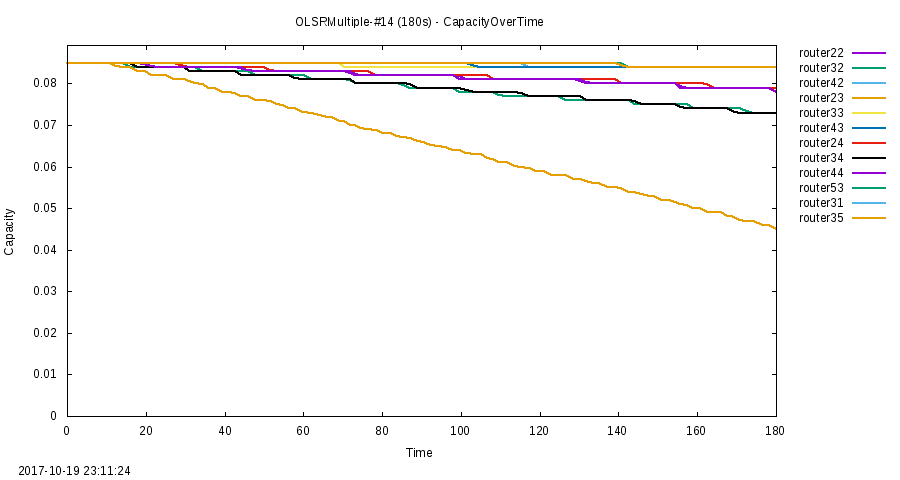 OLSRMultiple-#14 (180s) - CapacityOverTime
router22
router32
router42
router23
router33
router43
router24
router34
router44
router53
router31
router35
0.08
0.07
0.06
0.05
0.04
0.03
0.02
0.01
0
Capacity
0 20 40 60 80 100 120 140 160 180
Time
2017-10-19 23:11:24